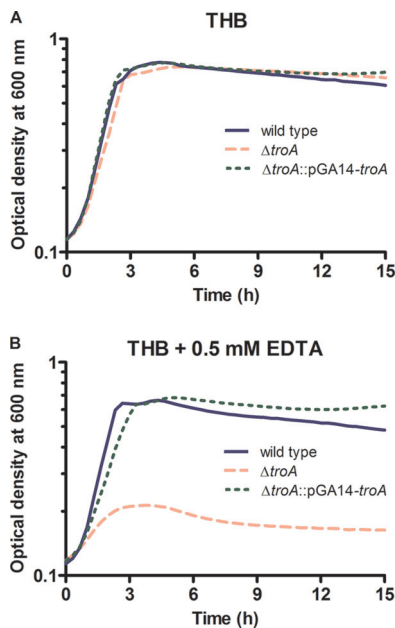 A
THB
Optical density at 600 nm
1
0.1
wild type
ΔtroA
ΔtroA::pGA14-troA
0 3 6 9 12 15
Time (h)
B
THB + 0.5 mM EDTA
Optical density at 600 nm
1
0.1
wild type
ΔtroA
ΔtroA::pGA14-troA
0 3 6 9 12 15
Time (h)